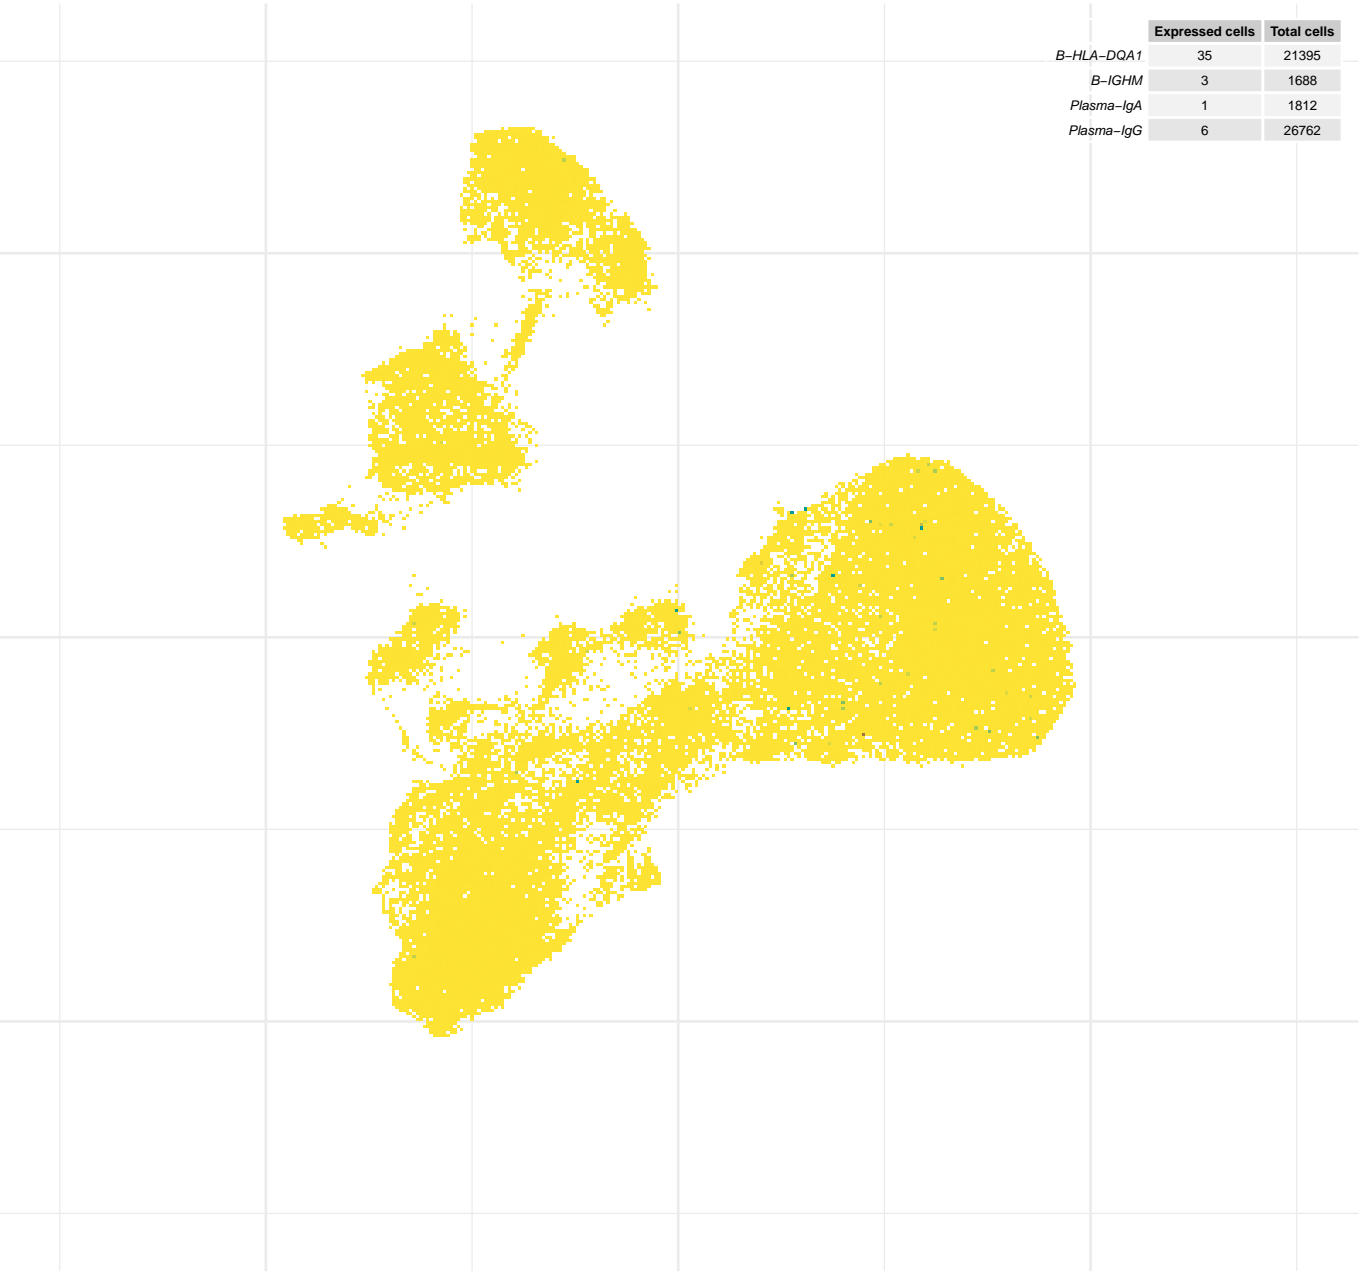 Expressed cells Total cells
B−HLA−DQA1 35 21395
B−IGHM 3 1688
Plasma−IgA 1 1812
Plasma−IgG 6 26762